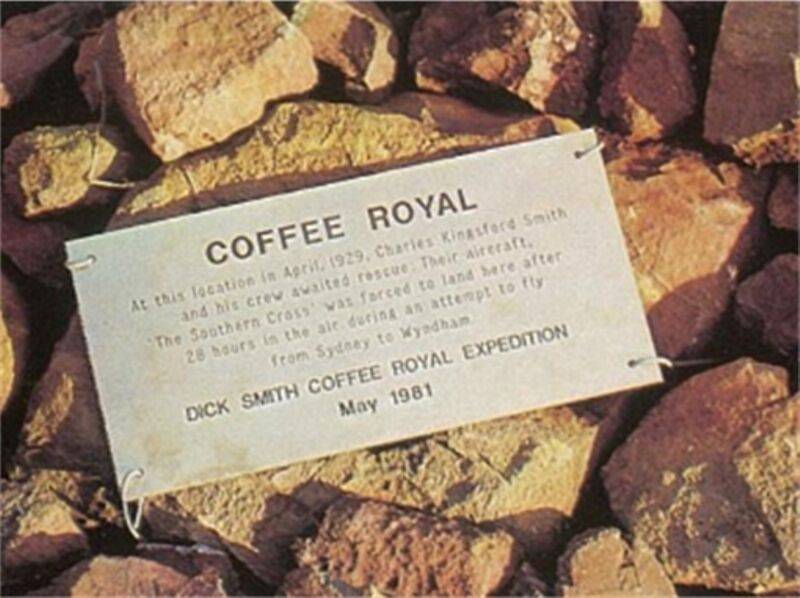 COFFEE ROYAL
At this location in April, 1929, Charles Kingsford Smith
and his crew awaited rescue. Their aircraft,
'The Southern Cross' was forced to land here after
28 hours in the air during an attempt to fly
from Sydney to Wyndham.
DICK SMITH COFFEE ROYAL EXPEDITION
May 1981